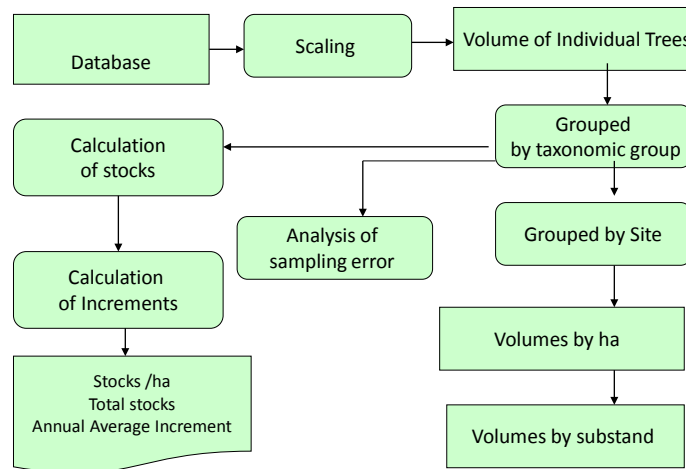 Database
Scaling
Volume of Individual Trees
Grouped
by taxonomic group
Calculation
of stocks
Analysis of
sampling error
Grouped by Site
Calculation
of Increments
Volumes by ha
Stocks /ha
Total stocks
Annual Average Increment
Volumes by substand